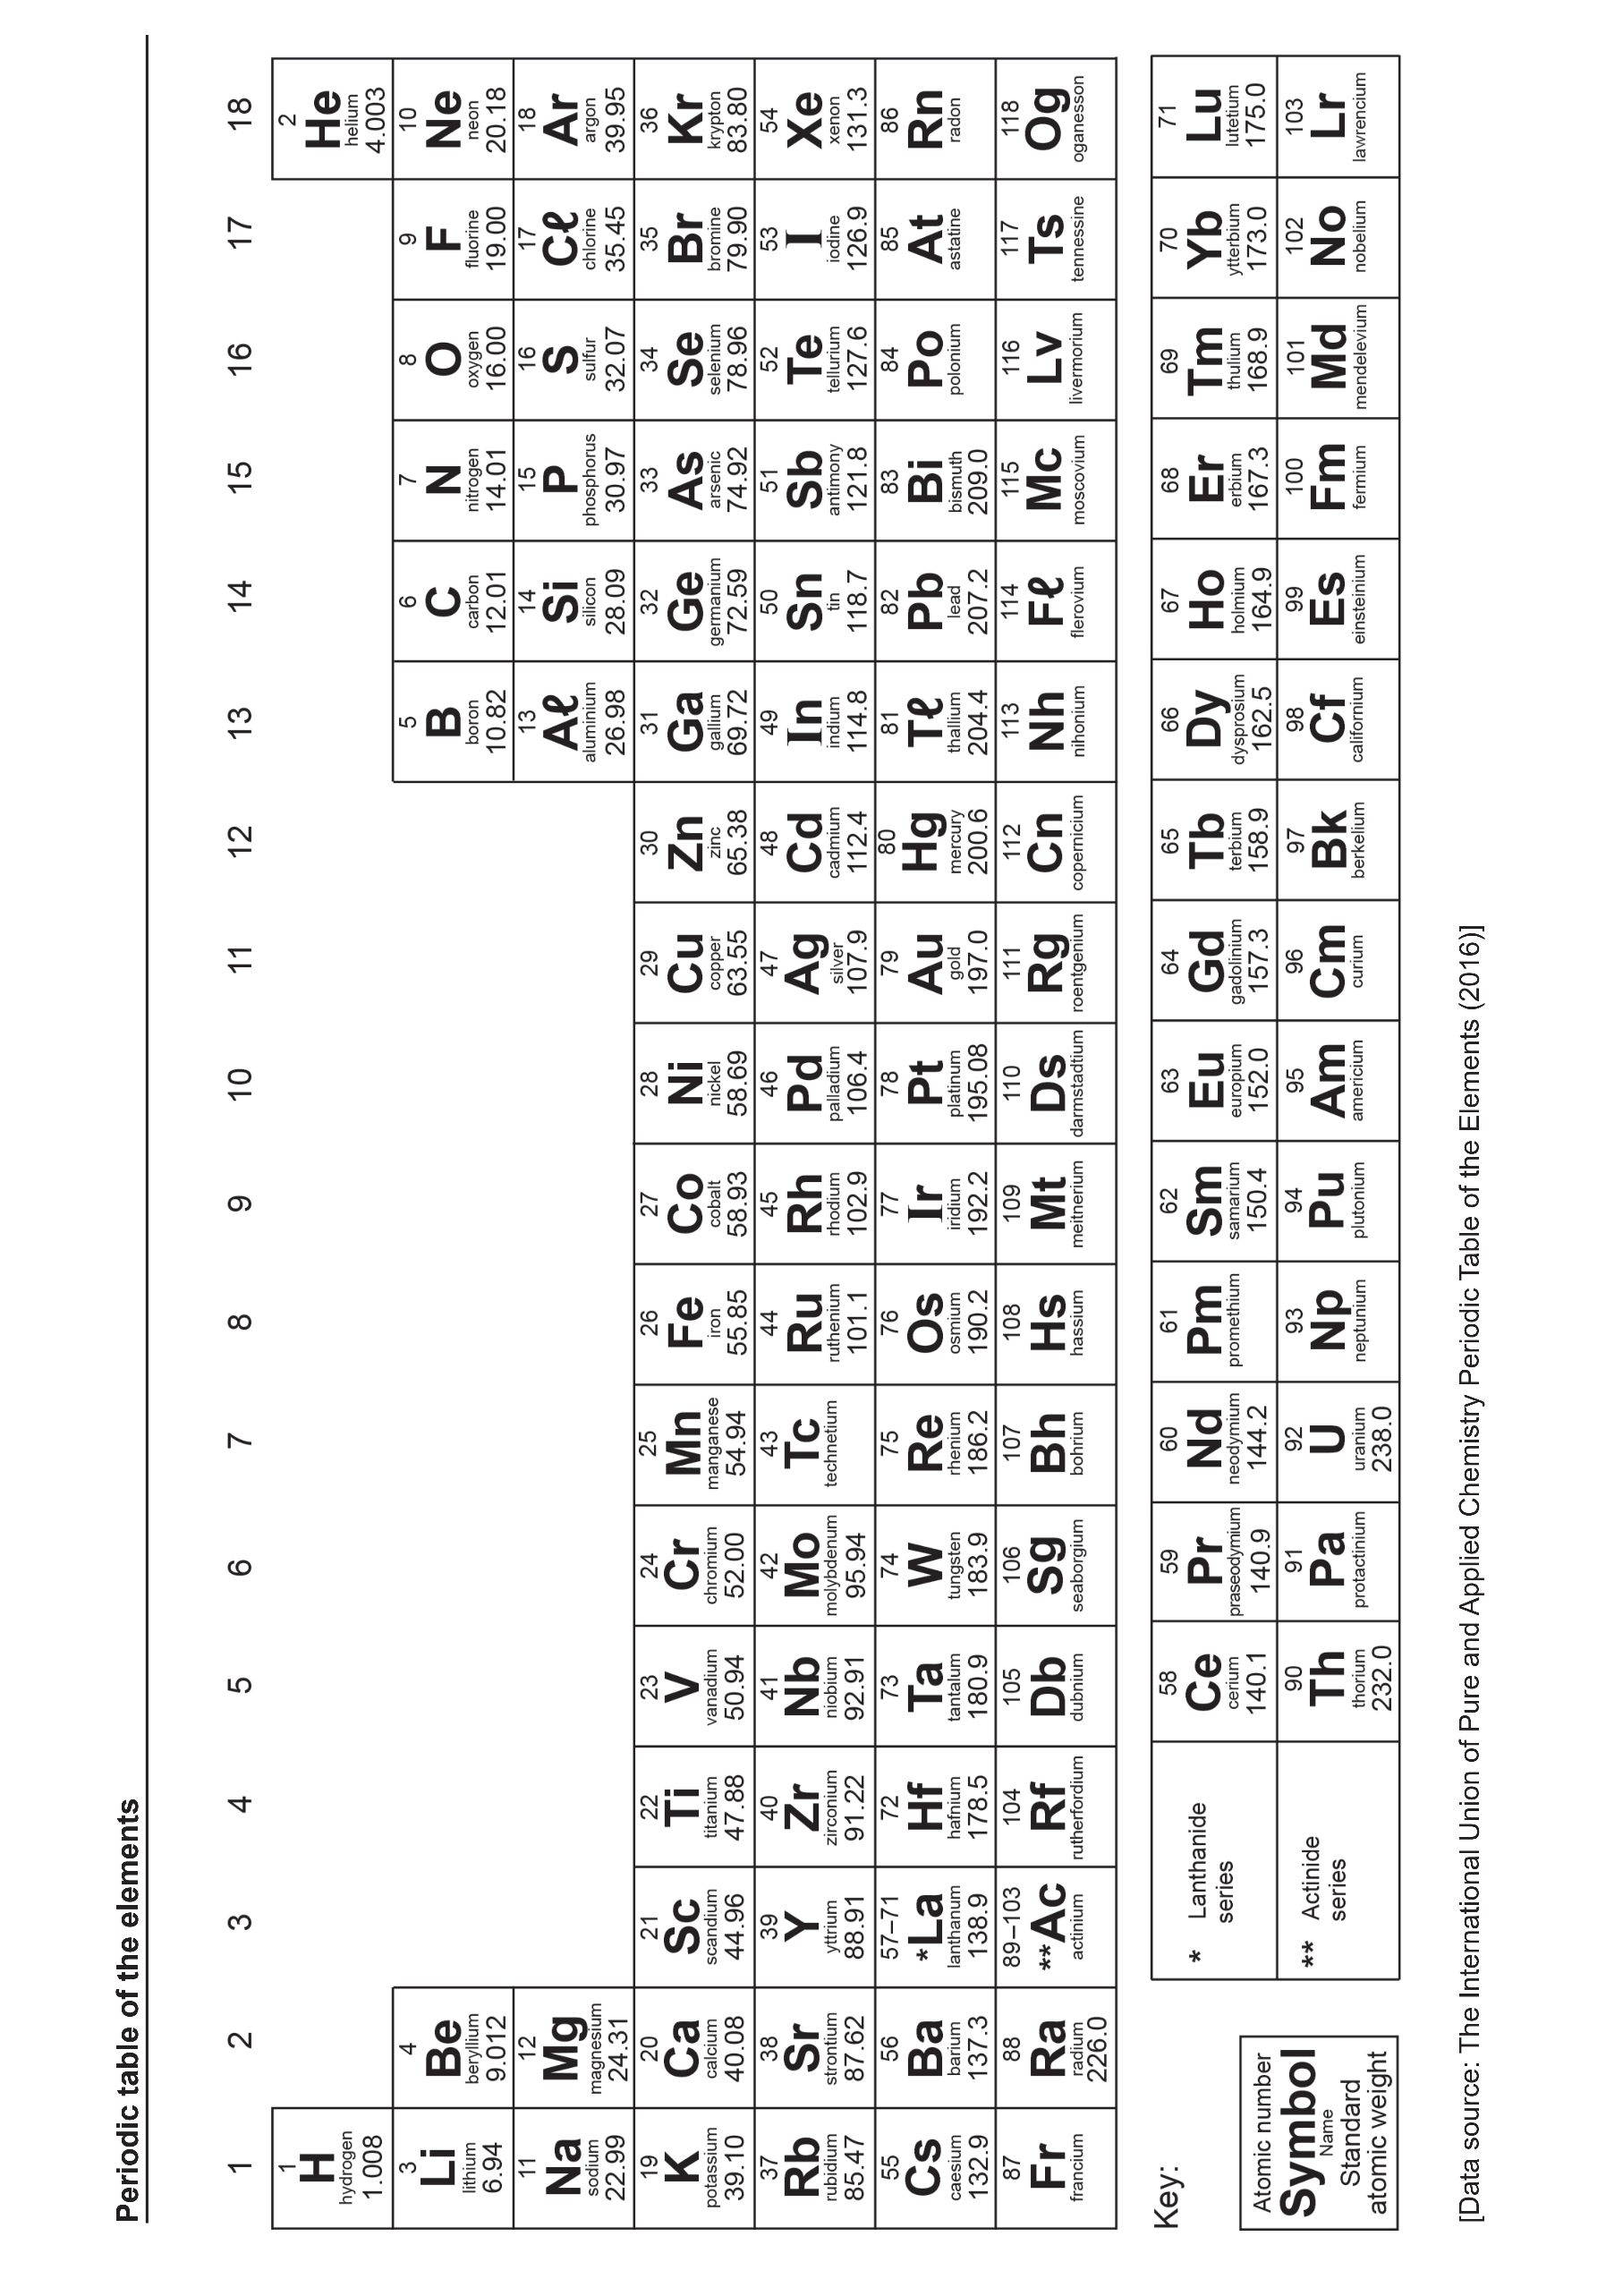 Periodic table of the elements
1 2 3 4 5 6 7 8 9 10 11 12 13 14 15 16 17 18
1 2
H He
hydrogen helium
1.008 4.003
3 4 5 6 7 8 9 10
Li Be B C N O F Ne
lithium beryllium boron carbon nitrogen oxygen fluorine neon
6.94 9.012 10.82 12.01 14.01 16.00 19.00 20.18
11 12 13 14 15 16 17 18
Na Mg Aℓ Si P S Cℓ Ar
sodium magnesium aluminium silicon phosphorus sulfur chlorine argon
22.99 24.31 26.98 28.09 30.97 32.07 35.45 39.95
19 20 21 22 23 24 25 26 27 28 29 30 31 32 33 34 35 36
K Ca Sc Ti V Cr Mn Fe Co Ni Cu Zn Ga Ge As Se Br Kr
potassium calcium scandium titanium vanadium chromium manganese iron cobalt nickel copper zinc gallium germanium arsenic selenium bromine krypton
39.10 40.08 44.96 47.88 50.94 52.00 54.94 55.85 58.93 58.69 63.55 65.38 69.72 72.59 74.92 78.96 79.90 83.80
37 38 39 40 41 42 43 44 45 46 47 48 49 50 51 52 53 54
Rb Sr Y Zr Nb Mo Tc Ru Rh Pd Ag Cd In Sn Sb Te I Xe
rubidium strontium yttrium zirconium niobium molybdenum technetium ruthenium rhodium palladium silver cadmium indium tin antimony tellurium iodine xenon
85.47 87.62 88.91 91.22 92.91 95.94 101.1 102.9 106.4 107.9 112.4 114.8 118.7 121.8 127.6 126.9 131.3
55 56 57–71 72 73 74 75 76 77 78 79 80 81 82 83 84 85 86
Cs Ba *La Hf Ta W Re Os Ir Pt Au Hg Tℓ Pb Bi Po At Rn
caesium barium lanthanum hafnium tantalum tungsten rhenium osmium iridium platinum gold mercury thallium lead bismuth polonium astatine radon
132.9 137.3 138.9 178.5 180.9 183.9 186.2 190.2 192.2 195.08 197.0 200.6 204.4 207.2 209.0
87 88 89–103 104 105 106 107 108 109 110 111 112 113 114 115 116 117 118
Fr Ra **Ac Rf Db Sg Bh Hs Mt Ds Rg Cn Nh Fℓ Mc Lv Ts Og
francium radium actinium rutherfordium dubnium seaborgium bohrium hassium meitnerium darmstadtium roentgenium copernicium nihonium flerovium moscovium livermorium tennessine oganesson
226.0
Key:
Atomic number
Symbol
Name
Standard
atomic weight
* Lanthanide
series
58 59 60 61 62 63 64 65 66 67 68 69 70 71
Ce Pr Nd Pm Sm Eu Gd Tb Dy Ho Er Tm Yb Lu
cerium praseodymium neodymium promethium samarium europium gadolinium terbium dysprosium holmium erbium thulium ytterbium lutetium
140.1 140.9 144.2 150.4 152.0 157.3 158.9 162.5 164.9 167.3 168.9 173.0 175.0
** Actinide
series
90 91 92 93 94 95 96 97 98 99 100 101 102 103
Th Pa U Np Pu Am Cm Bk Cf Es Fm Md No Lr
thorium protactinium uranium neptunium plutonium americium curium berkelium californium einsteinium fermium mendelevium nobelium lawrencium
232.0 238.0
[Data source: The International Union of Pure and Applied Chemistry Periodic Table of the Elements (2016)]